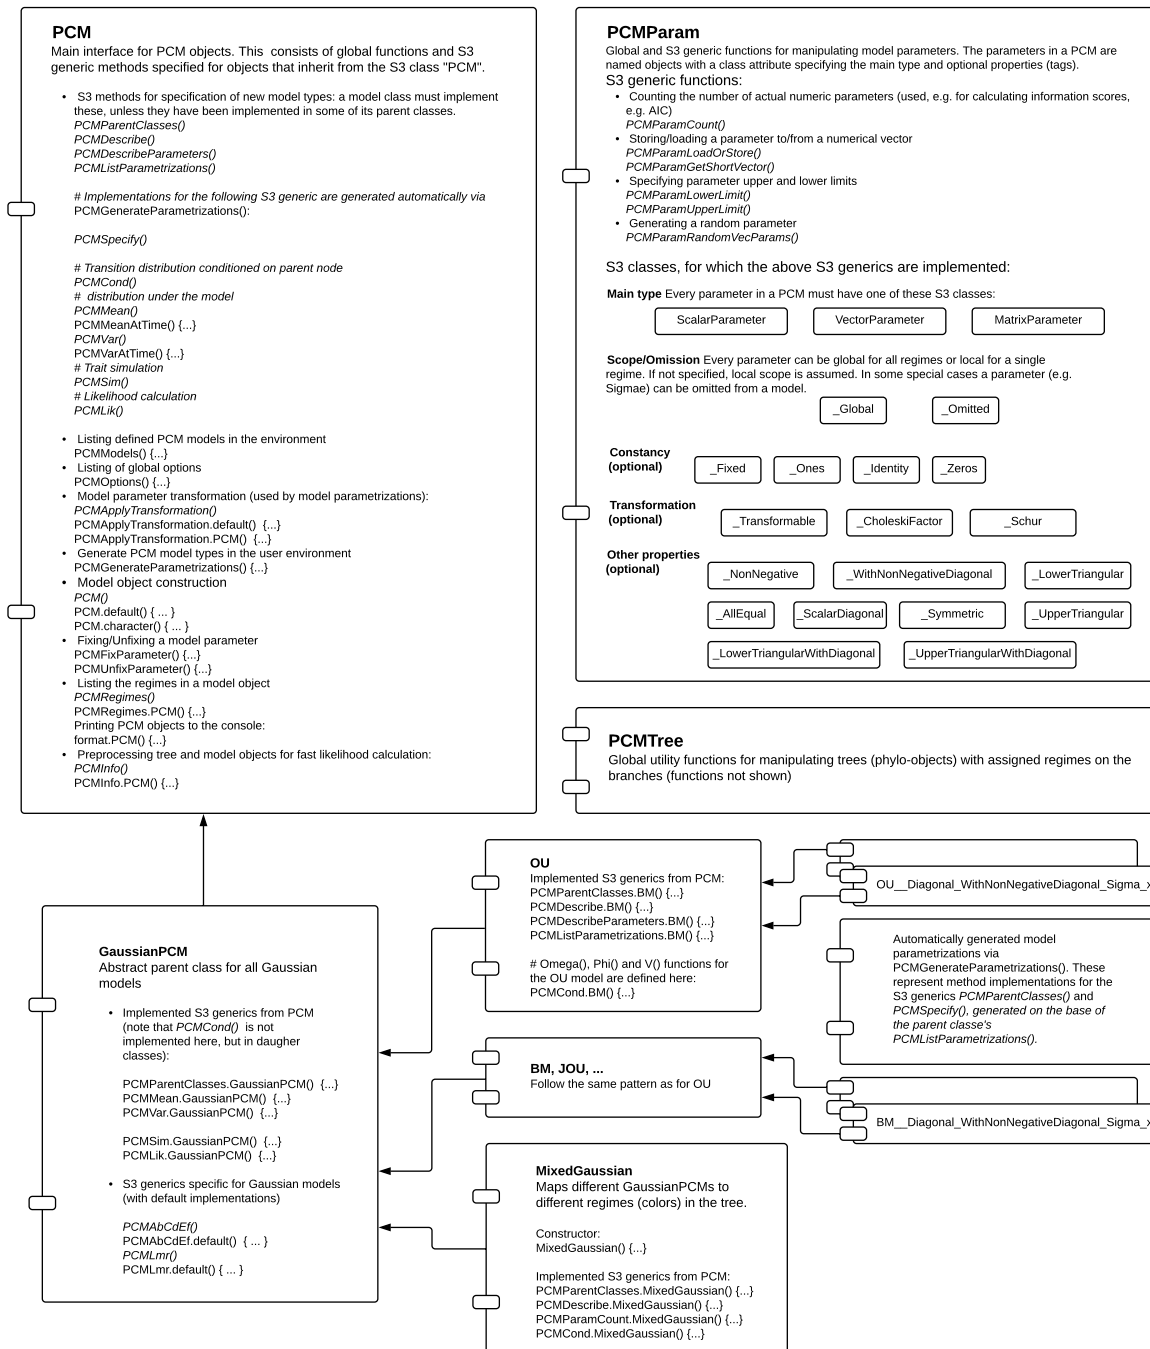 PCM
Main interface for PCM objects. This  consists of global functions and S3
generic methods specified for objects that inherit from the S3 class "PCM".
•   S3 methods for specification of new model types: a model class must implement
these, unless they have been implemented in some of its parent classes.
PCMParentClasses()
PCMDescribe()
PCMDescribeParameters()
PCMListParametrizations()
# Implementations for the following S3 generic are generated automatically via
PCMGenerateParametrizations():
PCMSpecify()
# Transition distribution conditioned on parent node
PCMCond()
#  distribution under the model
PCMMean()
PCMMeanAtTime() {...}
PCMVar()
PCMVarAtTime() {...}
# Trait simulation
PCMSim()
# Likelihood calculation
PCMLik()
•   Listing defined PCM models in the environment
PCMModels() {...}
•   Listing of global options
PCMOptions() {...}
•   Model parameter transformation (used by model parametrizations):
PCMApplyTransformation()
PCMApplyTransformation.default()  {...}
PCMApplyTransformation.PCM()  {...}
•   Generate PCM model types in the user environment
PCMGenerateParametrizations() {...}
•   Model object construction
PCM()
PCM.default() { ... }
PCM.character() { ... }
•   Fixing/Unfixing a model parameter
PCMFixParameter() {...}
PCMUnfixParameter() {...}
•   Listing the regimes in a model object
PCMRegimes()
PCMRegimes.PCM() {...}
Printing PCM objects to the console:
format.PCM() {...}
•   Preprocessing tree and model objects for fast likelihood calculation:
PCMInfo()
PCMInfo.PCM() {...}
PCMParam
Global and S3 generic functions for manipulating model parameters. The parameters in a PCM are
named objects with a class attribute specifying the main type and optional properties (tags).
S3 generic functions:
•   Counting the number of actual numeric parameters (used, e.g. for calculating information scores,
e.g. AIC)
PCMParamCount()
•   Storing/loading a parameter to/from a numerical vector
PCMParamLoadOrStore()
PCMParamGetShortVector()
•   Specifying parameter upper and lower limits
PCMParamLowerLimit()
PCMParamUpperLimit()
•   Generating a random parameter
PCMParamRandomVecParams()
S3 classes, for which the above S3 generics are implemented:
Main type Every parameter in a PCM must have one of these S3 classes:
ScalarParameter VectorParameter MatrixParameter
Scope/Omission Every parameter can be global for all regimes or local for a single
regime. If not specified, local scope is assumed. In some special cases a parameter (e.g.
Sigmae) can be omitted from a model.
_Global _Omitted
Constancy
(optional)
_Fixed _Ones _Identity _Zeros
Transformation
(optional)
_Transformable _CholeskiFactor _Schur
Other properties
(optional)
_NonNegative _WithNonNegativeDiagonal _LowerTriangular
_AllEqual _ScalarDiagonal _Symmetric _UpperTriangular
_LowerTriangularWithDiagonal _UpperTriangularWithDiagonal
PCMTree
Global utility functions for manipulating trees (phylo-objects) with assigned regimes on the
branches (functions not shown)
GaussianPCM
Abstract parent class for all Gaussian
models
•   Implemented S3 generics from PCM
(note that PCMCond()  is not
implemented here, but in daugher
classes):
PCMParentClasses.GaussianPCM()  {...}
PCMMean.GaussianPCM()  {...}
PCMVar.GaussianPCM()  {...}
PCMSim.GaussianPCM()  {...}
PCMLik.GaussianPCM()  {...}
•   S3 generics specific for Gaussian models
(with default implementations)
PCMAbCdEf()
PCMAbCdEf.default()  { ... }
PCMLmr()
PCMLmr.default() { ... }
OU
Implemented S3 generics from PCM:
PCMParentClasses.BM() {...}
PCMDescribe.BM() {...}
PCMDescribeParameters.BM() {...}
PCMListParametrizations.BM() {...}
# Omega(), Phi() and V() functions for
the OU model are defined here:
PCMCond.BM() {...}
BM, JOU, ...
Follow the same pattern as for OU
MixedGaussian
Maps different GaussianPCMs to
different regimes (colors) in the tree.
Constructor:
MixedGaussian() {...}
Implemented S3 generics from PCM:
PCMParentClasses.MixedGaussian() {...}
PCMDescribe.MixedGaussian() {...}
PCMParamCount.MixedGaussian() {...}
PCMCond.MixedGaussian() {...}
OU__Diagonal_WithNonNegativeDiagonal_Sigma_x
Automatically generated model
parametrizations via
PCMGenerateParametrizations(). These
represent method implementations for the
S3 generics PCMParentClasses() and
PCMSpecify(), generated on the base of
the parent classe's
PCMListParametrizations().
BM__Diagonal_WithNonNegativeDiagonal_Sigma_x